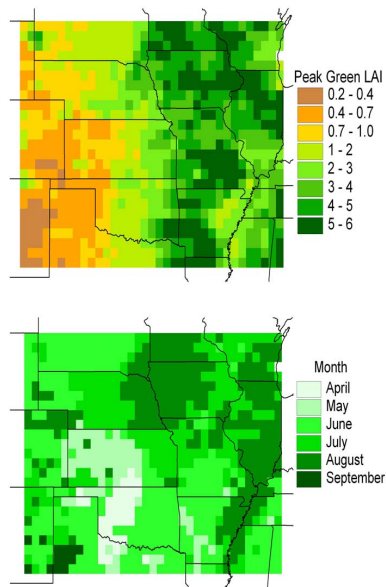 Peak Green LAI
0.2 - 0.4
0.4 - 0.7
0.7 - 1.0
1 - 2
2 - 3
3 - 4
4 - 5
5 - 6
Month
April
May
June
July
August
September